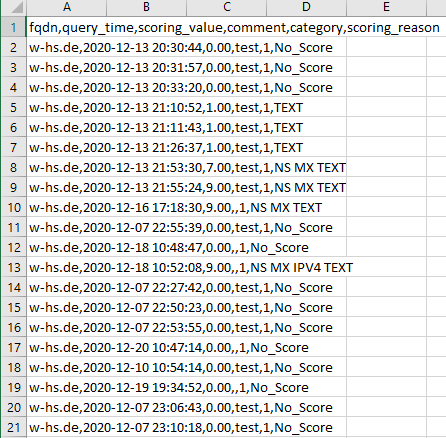 A B C D E
1 fqdn,query_time,scoring_value,comment,category,scoring_reason
2 w-hs.de,2020-12-13 20:30:44,0.00,test,1,No_Score
3 w-hs.de,2020-12-13 20:31:57,0.00,test,1,No_Score
4 w-hs.de,2020-12-13 20:33:20,0.00,test,1,No_Score
5 w-hs.de,2020-12-13 21:10:52,1.00,test,1,TEXT
6 w-hs.de,2020-12-13 21:11:43,1.00,test,1,TEXT
7 w-hs.de,2020-12-13 21:26:37,1.00,test,1,TEXT
8 w-hs.de,2020-12-13 21:53:30,7.00,test,1,NS MX TEXT
9 w-hs.de,2020-12-13 21:55:24,9.00,test,1,NS MX TEXT
10 w-hs.de,2020-12-16 17:18:30,9.00,,1,NS MX TEXT
11 w-hs.de,2020-12-07 22:55:39,0.00,test,1,No_Score
12 w-hs.de,2020-12-18 10:48:47,0.00,,1,No_Score
13 w-hs.de,2020-12-18 10:52:08,9.00,,1,NS MX IPV4 TEXT
14 w-hs.de,2020-12-07 22:27:42,0.00,test,1,No_Score
15 w-hs.de,2020-12-07 22:50:23,0.00,test,1,No_Score
16 w-hs.de,2020-12-07 22:53:55,0.00,test,1,No_Score
17 w-hs.de,2020-12-20 10:47:14,0.00,,1,No_Score
18 w-hs.de,2020-12-10 10:54:14,0.00,test,1,No_Score
19 w-hs.de,2020-12-19 19:34:52,0.00,,1,No_Score
20 w-hs.de,2020-12-07 23:06:43,0.00,test,1,No_Score
21 w-hs.de,2020-12-07 23:10:18,0.00,test,1,No_Score